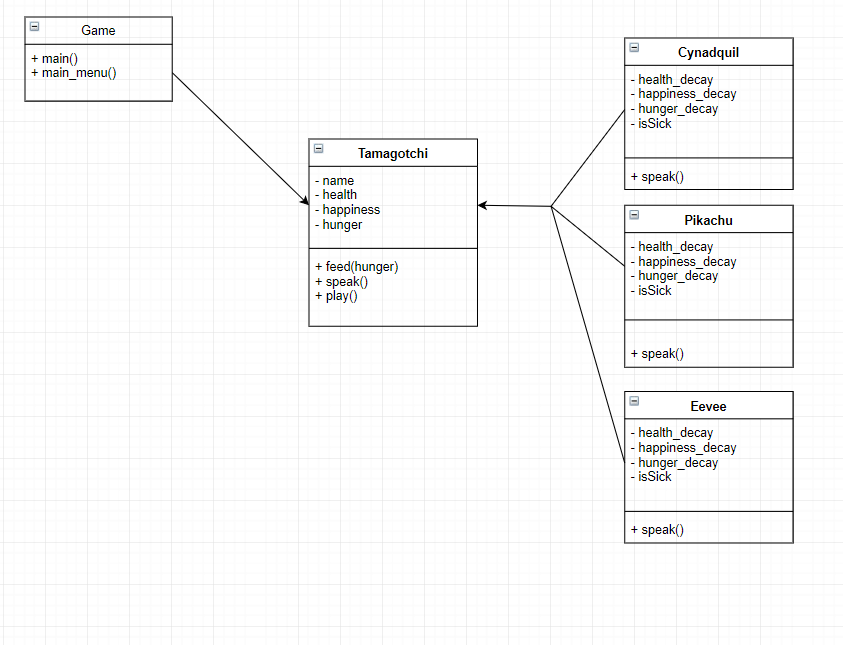 Game
+ main()
+ main_menu()
Tamagotchi
- name
- health
- happiness
- hunger
+ feed(hunger)
+ speak()
+ play()
Cynadquil
- health_decay
- happiness_decay
- hunger_decay
- isSick
+ speak()
Pikachu
- health_decay
- happiness_decay
- hunger_decay
- isSick
+ speak()
Eevee
- health_decay
- happiness_decay
- hunger_decay
- isSick
+ speak()